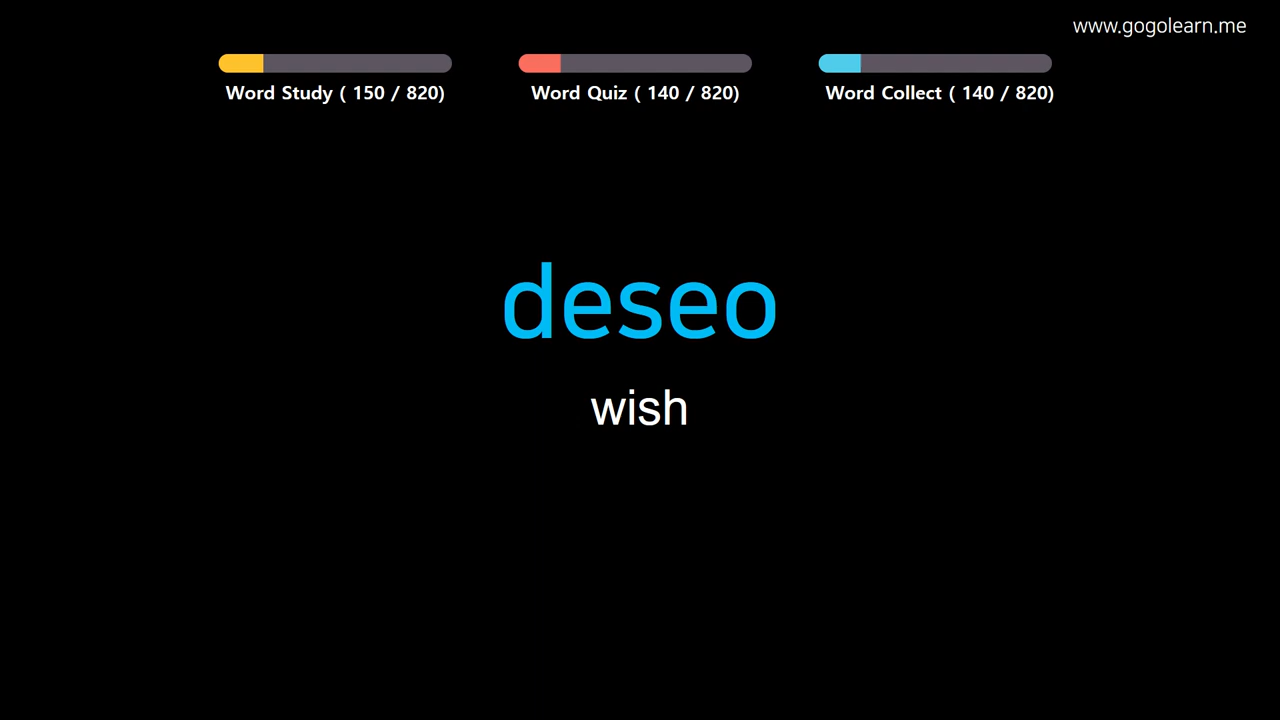 www.gogolearn.me
Word Study ( 150 / 820)
Word Quiz ( 140 / 820)
Word Collect ( 140 / 820)
deseo
wish